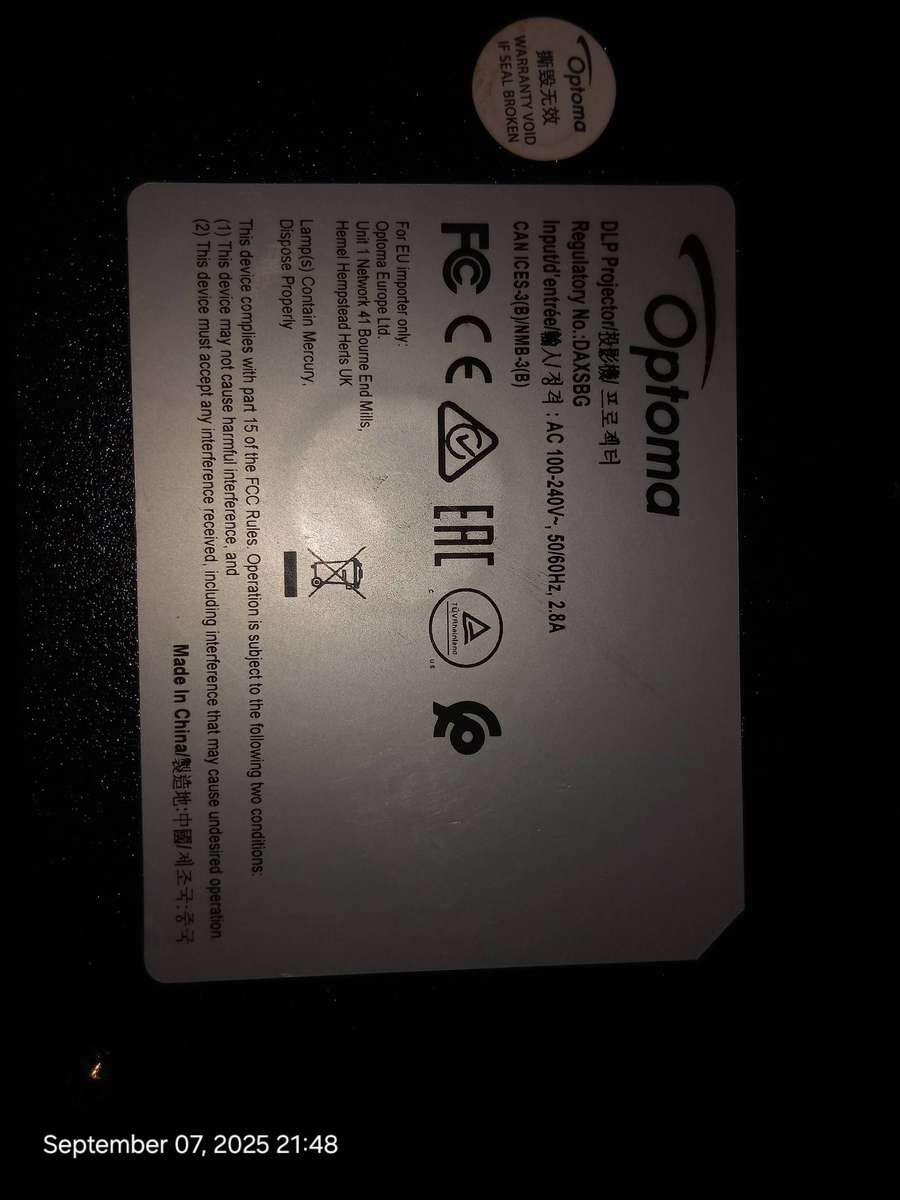 Optoma
撕毁无效
WARRANTY VOID
IF SEAL BROKEN
Optoma
DLP Projector/投影機/ 프로젝터
Regulatory No.:DAXSBG
Input/d'entrée/輸入/정격 : AC 100-240V~, 50/60Hz, 2.8A
CAN ICES-3(B)/NMB-3(B)
FC CE EAC
TÜVRheinland
C US
For EU importer only:
Optoma Europe Ltd.
Unit 1 Network 41 Bourne End Mills,
Hemel Hempstead Herts UK
Lamp(s) Contain Mercury,
Dispose Properly
This device complies with part 15 of the FCC Rules. Operation is subject to the following two conditions:
(1) This device may not cause harmful interference, and
(2) This device must accept any interference received, including interference that may cause undesired operation
Made In China/製造地:中國/제조국:중국
September 07, 2025 21:48